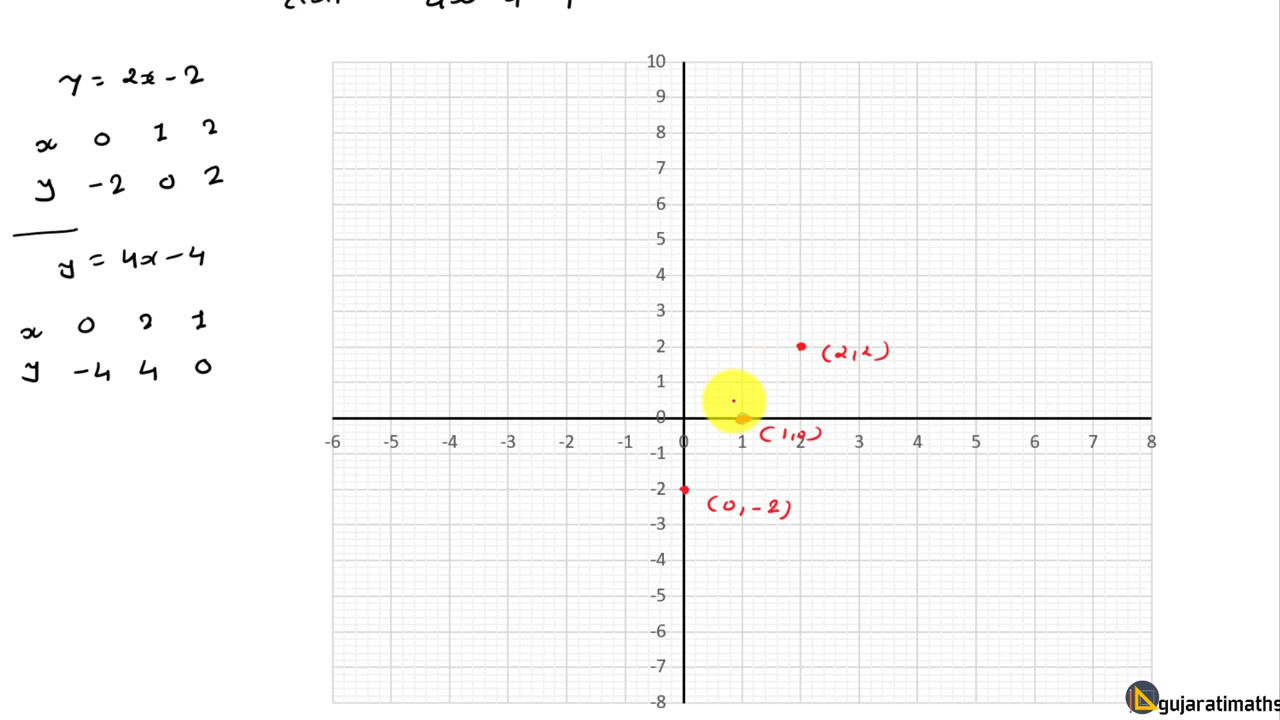 y = 2x - 2
x 0 1 2
y -2 0 2
y = 4x - 4
x 0 2 1
y -4 4 0
10
9
8
7
6
5
4
3
2
1
0
-1
-2
-3
-4
-5
-6
-7
-8
-6 -5 -4 -3 -2 -1 0 1 2 3 4 5 6 7 8
(2,2)
(1,0)
(0,-2)
gujaratimaths